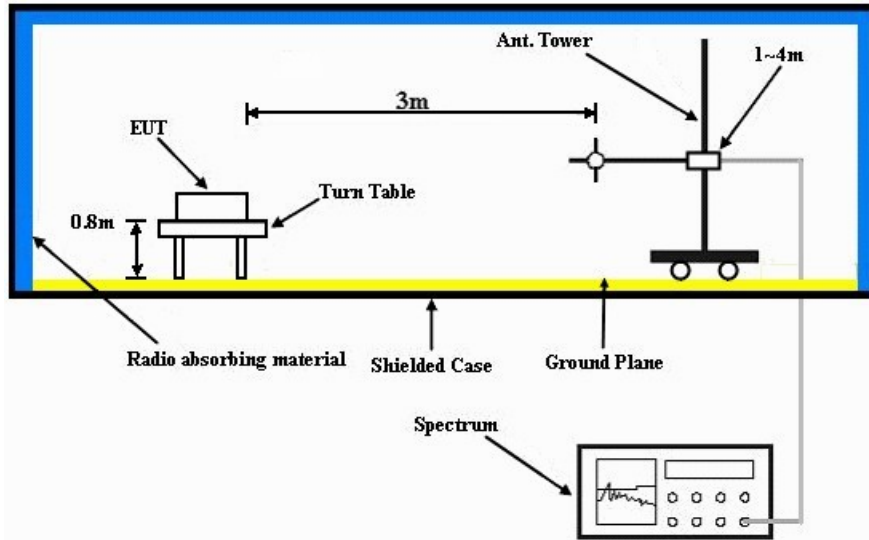 Ant. Tower
1~4m
3m
EUT
Turn Table
0.8m
Radio absorbing material
Shielded Case
Ground Plane
Spectrum